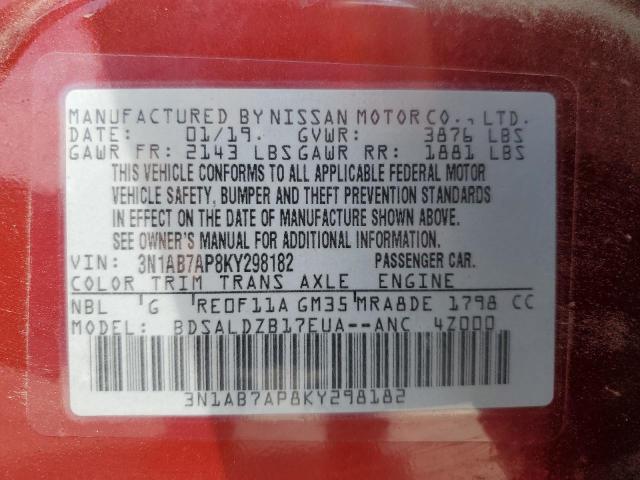 MANUFACTURED BY NISSAN MOTOR CO., LTD.
DATE: 01/19. GVWR: 3876 LBS
GAWR FR: 2143 LBS GAWR RR: 1881 LBS
THIS VEHICLE CONFORMS TO ALL APPLICABLE FEDERAL MOTOR
VEHICLE SAFETY, BUMPER AND THEFT PREVENTION STANDARDS
IN EFFECT ON THE DATE OF MANUFACTURE SHOWN ABOVE.
SEE OWNER'S MANUAL FOR ADDITIONAL INFORMATION.
VIN: 3N1AB7AP8KY298182 PASSENGER CAR.
COLOR TRIM TRANS AXLE ENGINE
NBL G RE0F11A GM35 MRA8DE 1798 CC
MODEL: BDSALDZB17EUA--ANC 4Z000
3N1AB7AP8KY298182